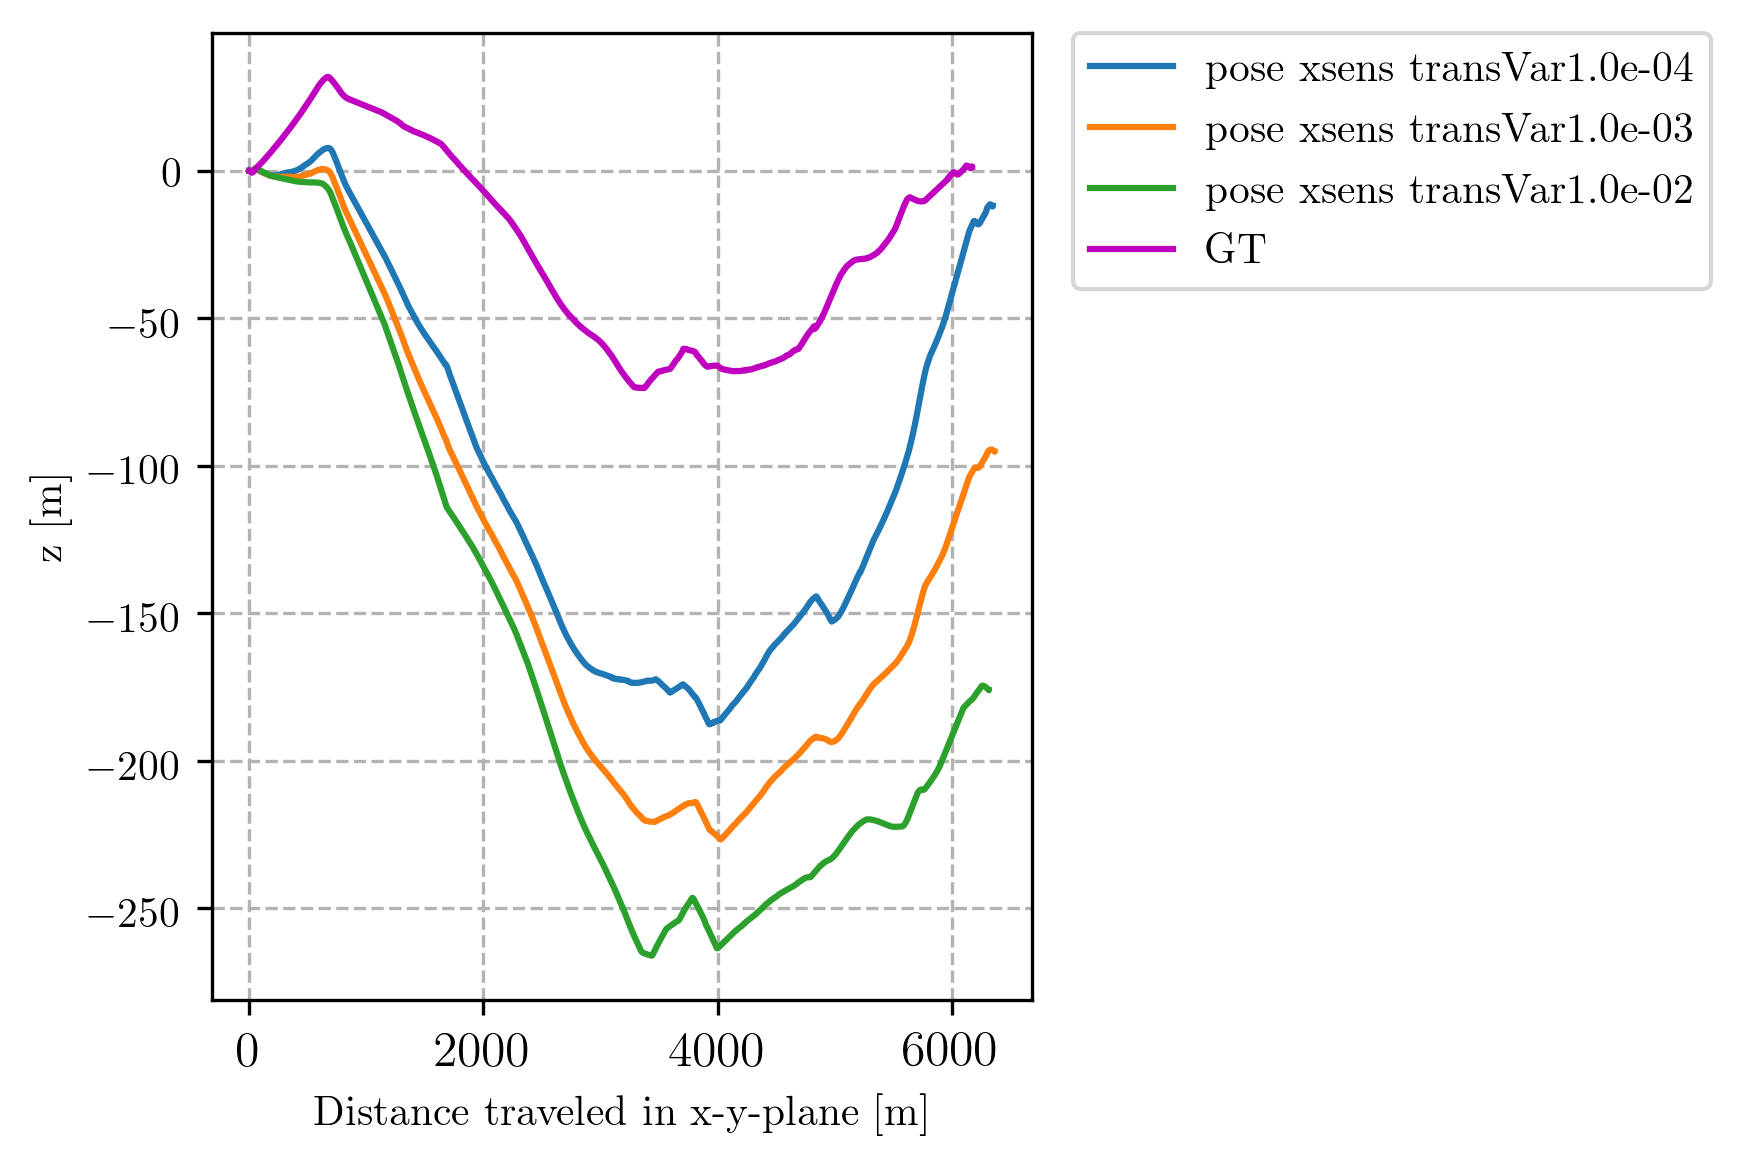 pose xsens transVar1.0e-04
pose xsens transVar1.0e-03
pose xsens transVar1.0e-02
GT
0
−50
−100
−150
−200
−250
z [m]
0 2000 4000 6000
Distance traveled in x-y-plane [m]